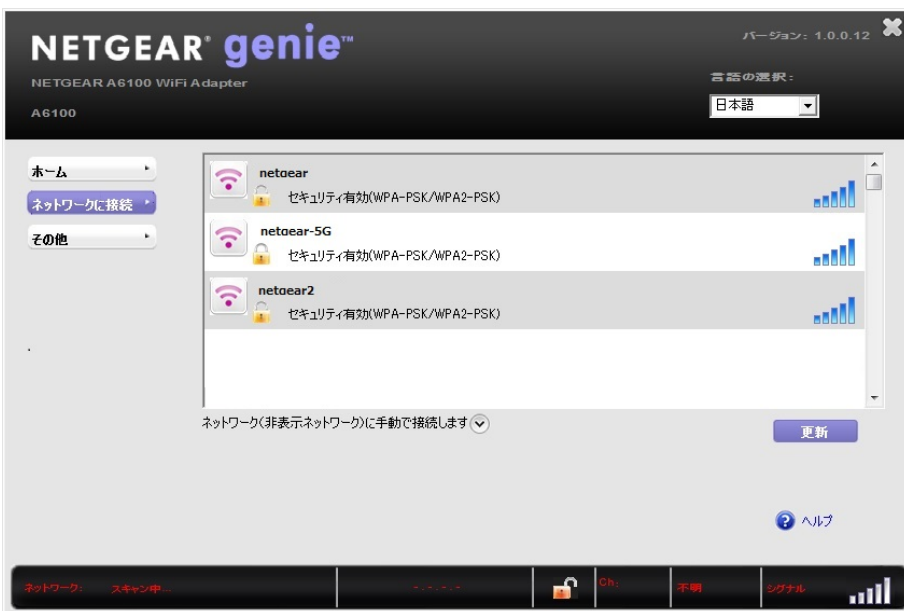 NETGEAR® genie™
バージョン: 1.0.0.12
NETGEAR A6100 WiFi Adapter
言語の選択:
A6100
日本語
ホーム
ネットワークに接続
その他
netgear
セキュリティ有効(WPA-PSK/WPA2-PSK)
netgear-5G
セキュリティ有効(WPA-PSK/WPA2-PSK)
netgear2
セキュリティ有効(WPA-PSK/WPA2-PSK)
ネットワーク(非表示ネットワーク)に手動で接続します
更新
ヘルプ
ネットワーク: スキャン中... -.-.-.- Ch: 不明 シグナル